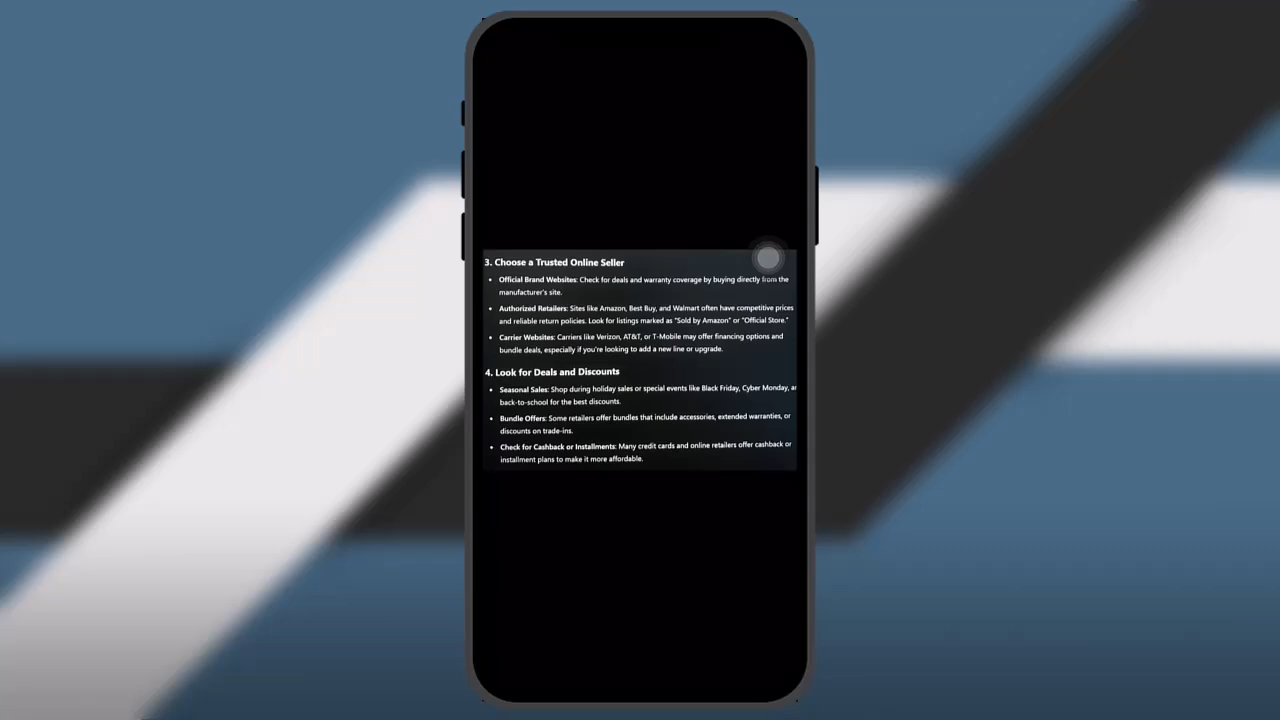 3. Choose a Trusted Online Seller
• Official Brand Websites: Check for deals and warranty coverage by buying directly from the
manufacturer's site.
• Authorized Retailers: Sites like Amazon, Best Buy, and Walmart often have competitive prices
and reliable return policies. Look for listings marked as "Sold by Amazon" or "Official Store."
• Carrier Websites: Carriers like Verizon, AT&T, or T-Mobile may offer financing options and
bundle deals, especially if you're looking to add a new line or upgrade.
4. Look for Deals and Discounts
• Seasonal Sales: Shop during holiday sales or special events like Black Friday, Cyber Monday,
back-to-school for the best discounts.
• Bundle Offers: Some retailers offer bundles that include accessories, extended warranties, or
discounts on trade-ins.
• Check for Cashback or Installments: Many credit cards and online retailers offer cashback or
installment plans to make it more affordable.